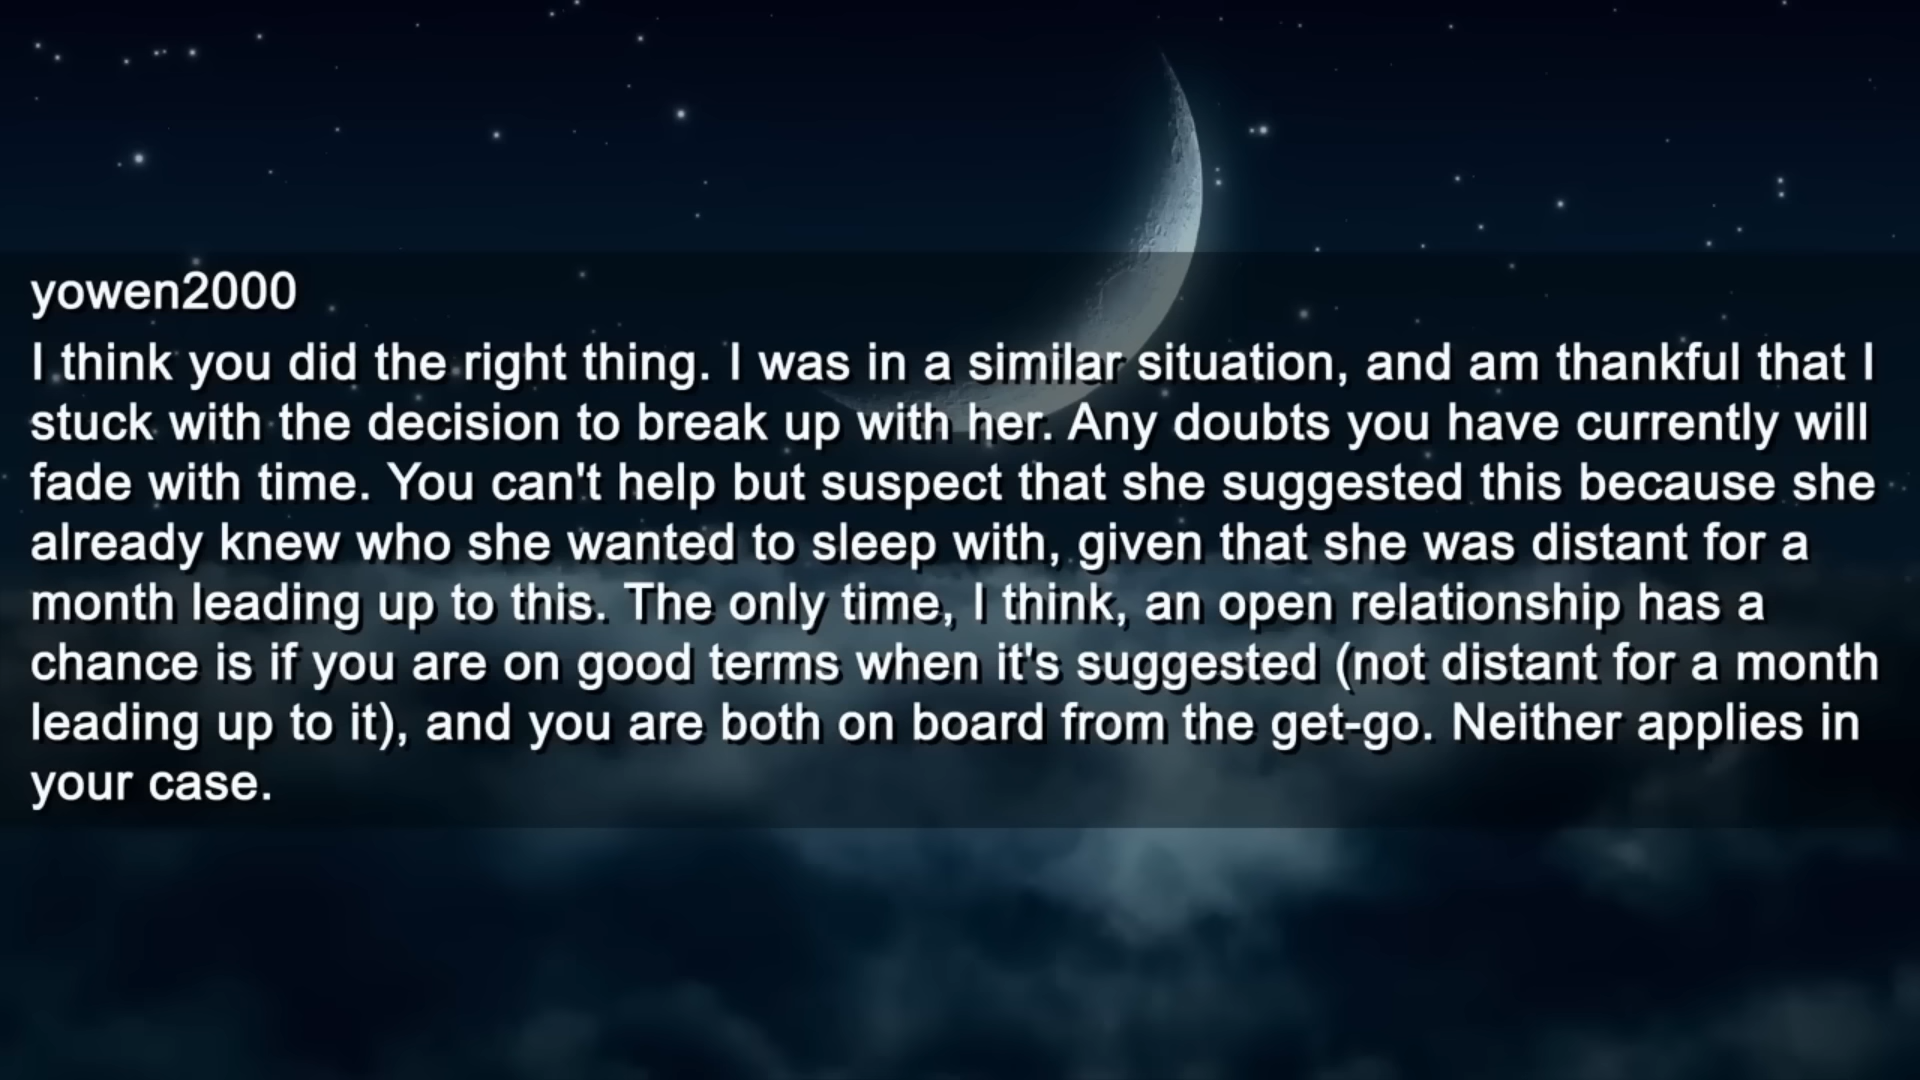 yowen2000
I think you did the right thing. I was in a similar situation, and am thankful that I
stuck with the decision to break up with her. Any doubts you have currently will
fade with time. You can't help but suspect that she suggested this because she
already knew who she wanted to sleep with, given that she was distant for a
month leading up to this. The only time, I think, an open relationship has a
chance is if you are on good terms when it's suggested (not distant for a month
leading up to it), and you are both on board from the get-go. Neither applies in
your case.